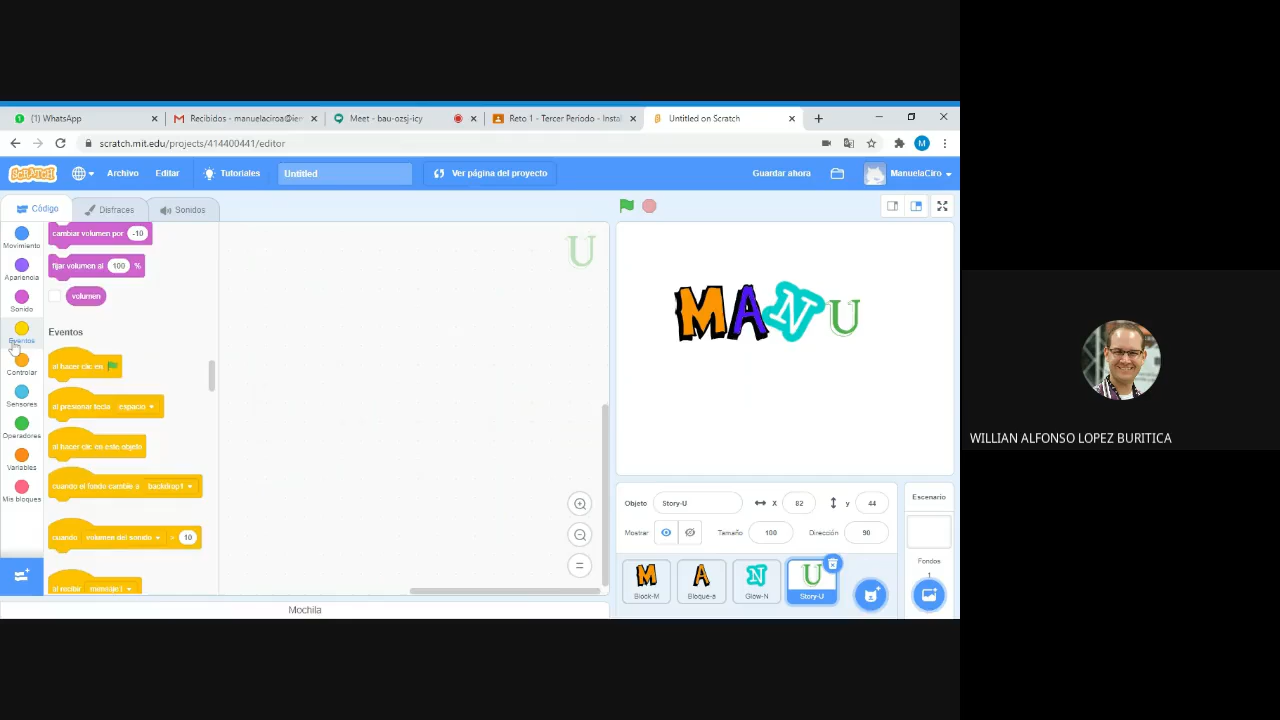 (1) WhatsApp
Recibidos - manuelaciroa@ier
Meet - bau-ozsj-icy
Reto 1 - Tercer Periodo - Instal
Untitled on Scratch
scratch.mit.edu/projects/414400441/editor
M
SCRATCH
Archivo
Editar
Tutoriales
Untitled
Ver página del proyecto
Guardar ahora
ManuelaCiro
Código
Disfraces
Sonidos
Movimiento
Apariencia
Sonido
Eventos
Controlar
Sensores
Operadores
Variables
Mis bloques
cambiar volumen por -10
fijar volumen al 100 %
volumen
Eventos
al hacer clic en
al presionar tecla espacio
al hacer clic en este objeto
cuando el fondo cambie a backdrop1
cuando volumen del sonido > 10
al recibir mensaje1
U
MANU
Objeto Story-U X 82 y 44
Mostrar Tamaño 100 Dirección 90
M A N U
Block-M Bloque-a Glow-N Story-U
Escenario
Fondos
1
Mochila
WILLIAN ALFONSO LOPEZ BURITICA